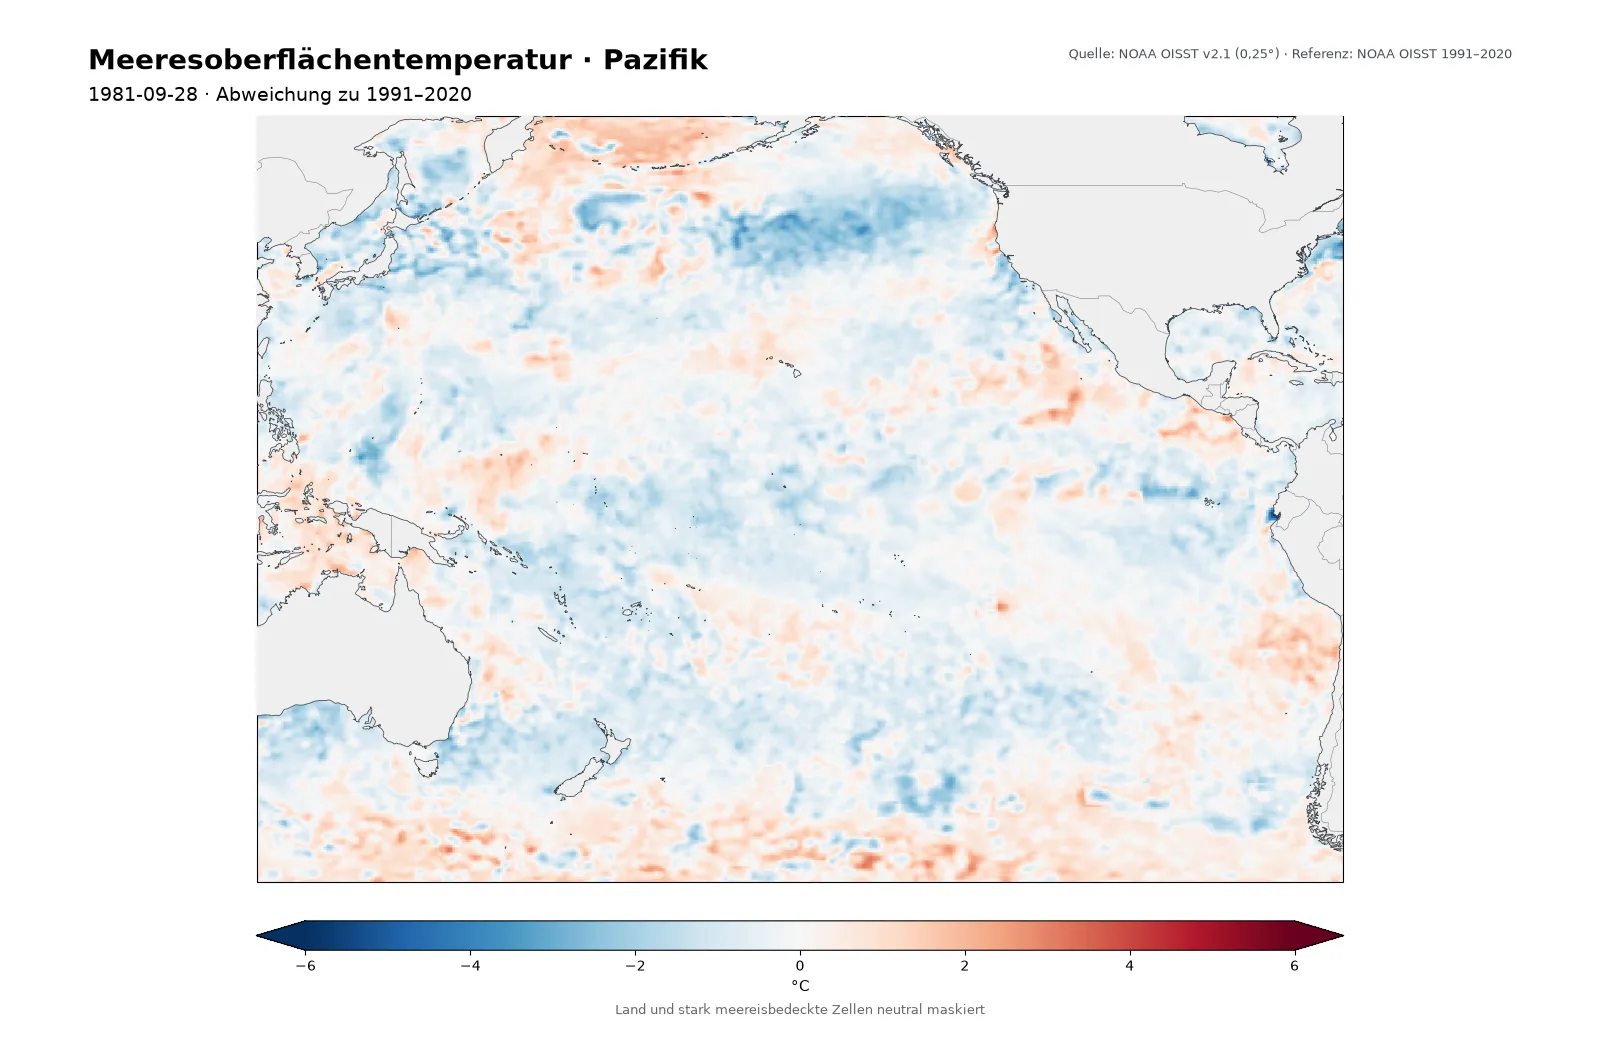 Meeresoberflächentemperatur · Pazifik
Quelle: NOAA OISST v2.1 (0,25°) · Referenz: NOAA OISST 1991–2020
1981-09-28 · Abweichung zu 1991–2020
−6 −4 −2 0 2 4 6
°C
Land und stark meereisbedeckte Zellen neutral maskiert